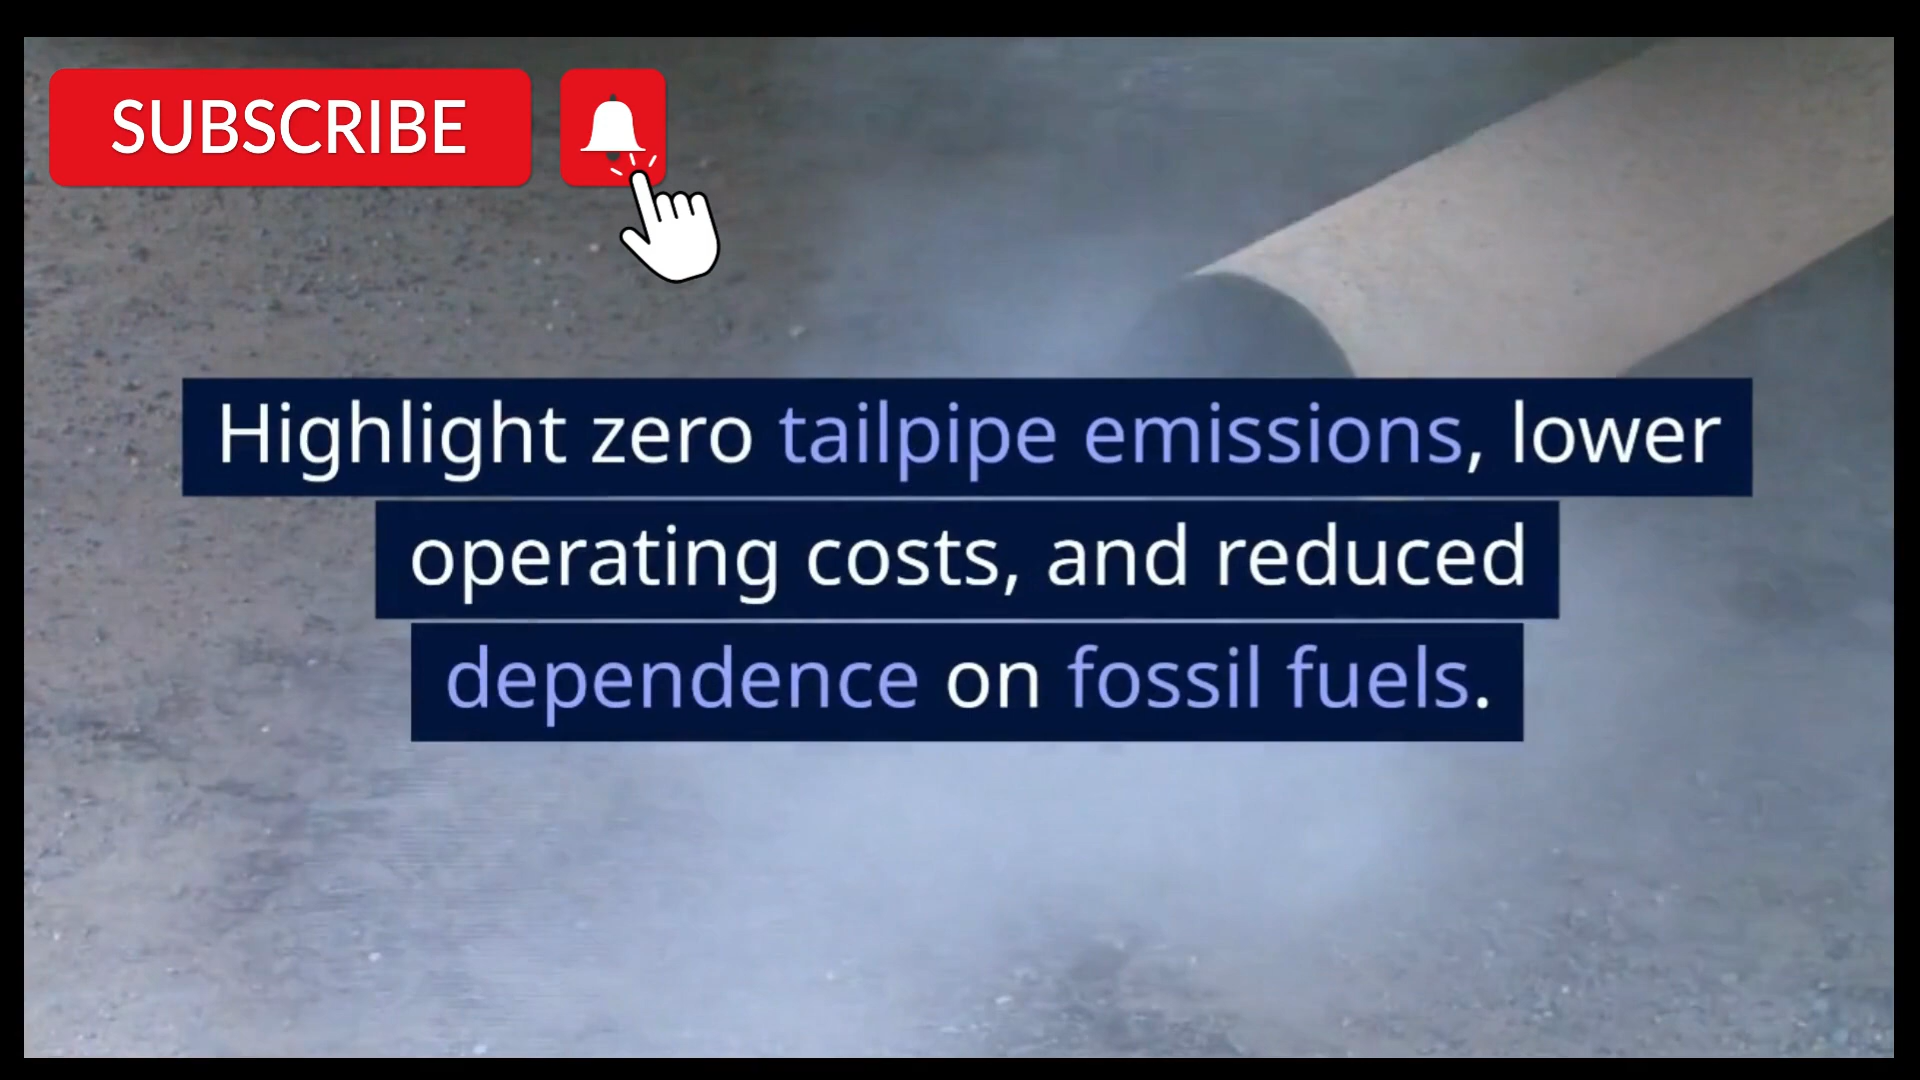 SUBSCRIBE
Highlight zero tailpipe emissions, lower
operating costs, and reduced
dependence on fossil fuels.